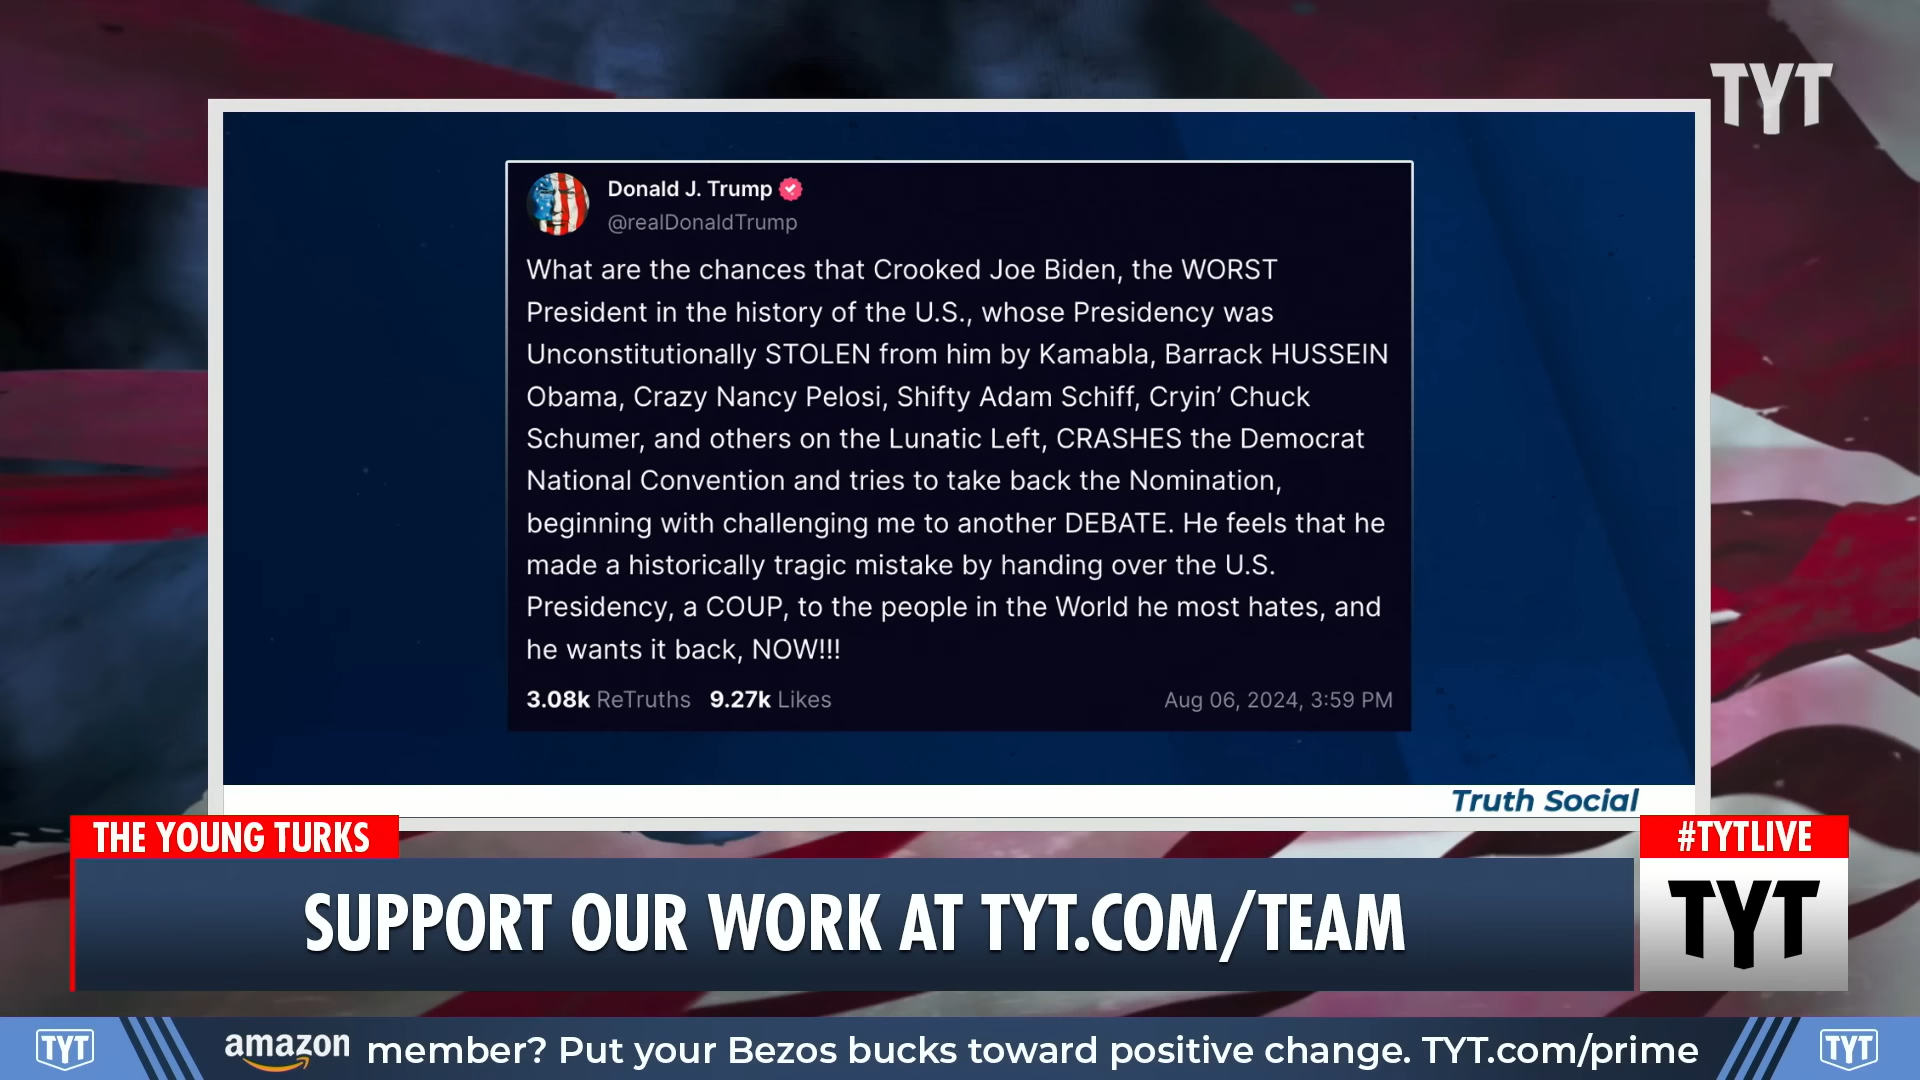 TYT
Donald J. Trump
@realDonaldTrump
What are the chances that Crooked Joe Biden, the WORST
President in the history of the U.S., whose Presidency was
Unconstitutionally STOLEN from him by Kamabla, Barrack HUSSEIN
Obama, Crazy Nancy Pelosi, Shifty Adam Schiff, Cryin’ Chuck
Schumer, and others on the Lunatic Left, CRASHES the Democrat
National Convention and tries to take back the Nomination,
beginning with challenging me to another DEBATE. He feels that he
made a historically tragic mistake by handing over the U.S.
Presidency, a COUP, to the people in the World he most hates, and
he wants it back, NOW!!!
3.08k ReTruths 9.27k Likes Aug 06, 2024, 3:59 PM
Truth Social
THE YOUNG TURKS
#TYTLIVE
SUPPORT OUR WORK AT TYT.COM/TEAM
TYT
TYT amazon member? Put your Bezos bucks toward positive change. TYT.com/prime TYT